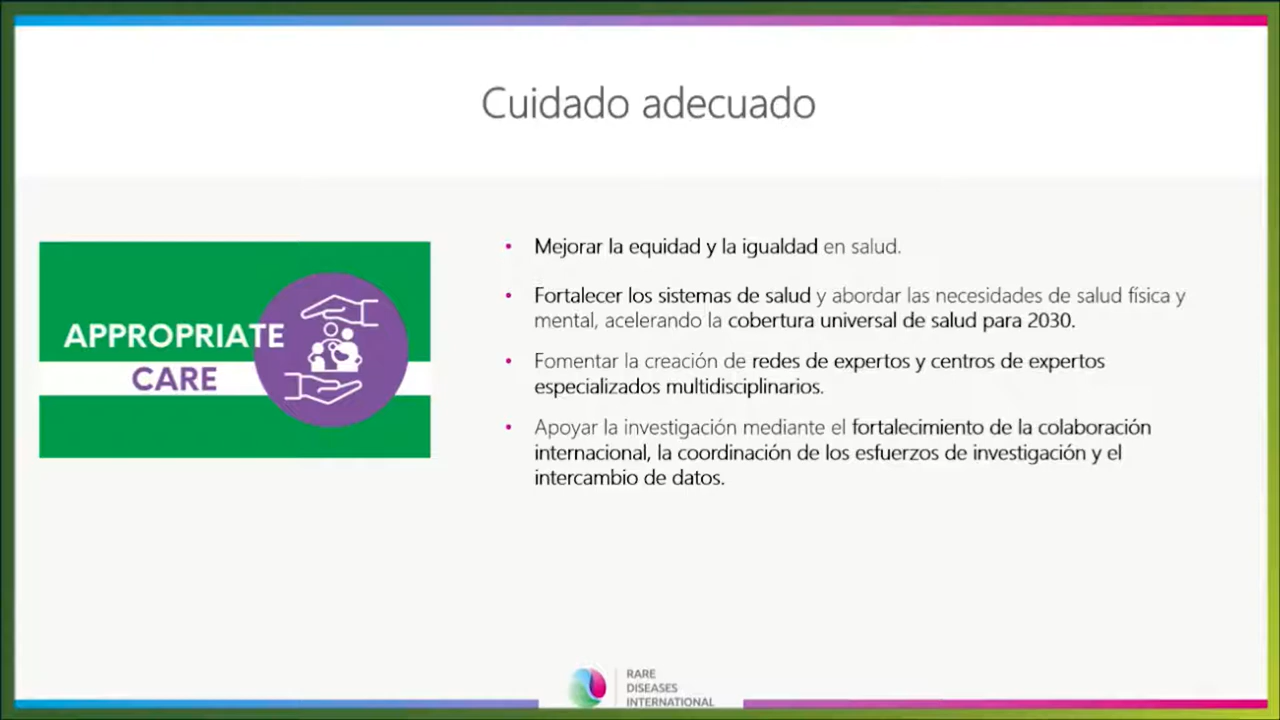 Cuidado adecuado
APPROPRIATE
CARE
• Mejorar la equidad y la igualdad en salud.
• Fortalecer los sistemas de salud y abordar las necesidades de salud física y
mental, acelerando la cobertura universal de salud para 2030.
• Fomentar la creación de redes de expertos y centros de expertos
especializados multidisciplinarios.
• Apoyar la investigación mediante el fortalecimiento de la colaboración
internacional, la coordinación de los esfuerzos de investigación y el
intercambio de datos.
RARE
DISEASES
INTERNATIONAL